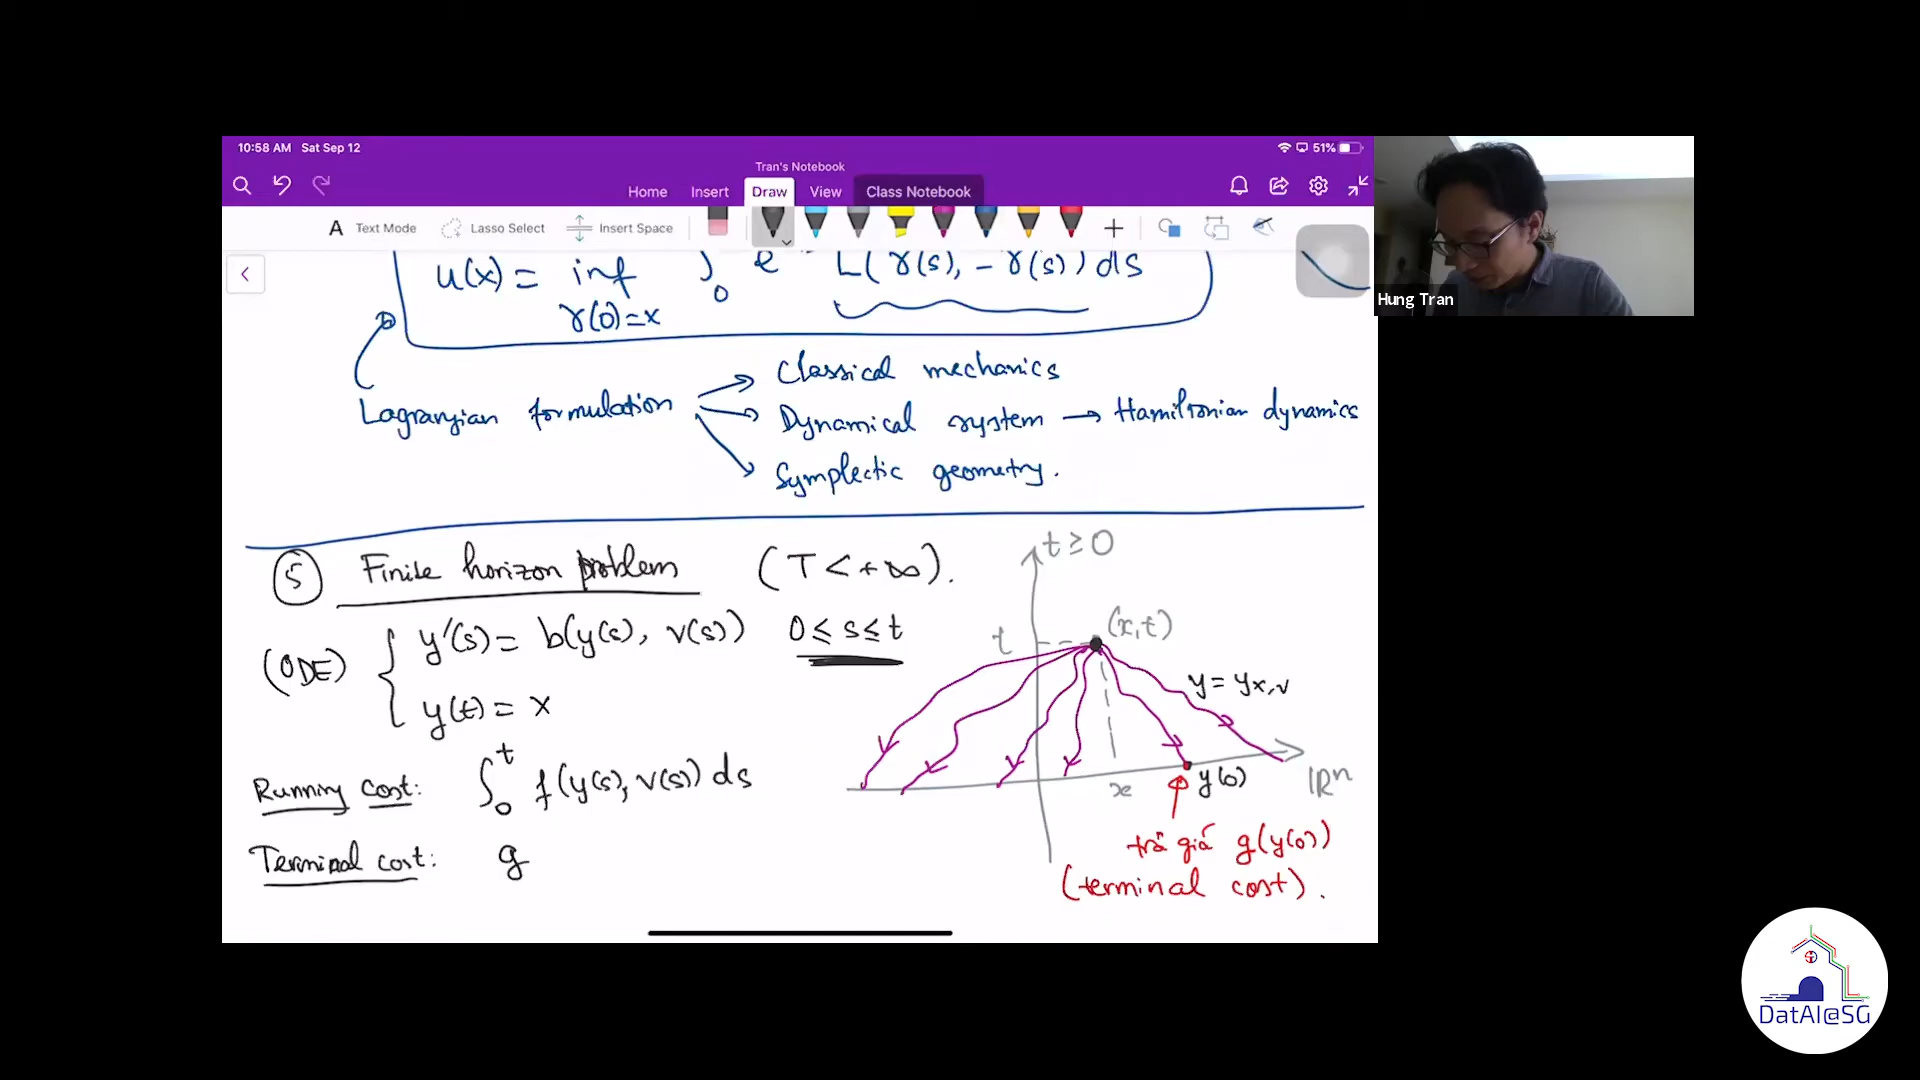 10:58 AM Sat Sep 12
51%
Tran's Notebook
Home Insert Draw View Class Notebook
A Text Mode Lasso Select Insert Space
u(x) = inf ∫ e L(γ(s), -γ(s)) ds
0
γ(0)=x
Hung Tran
Classical mechanics
Lagrangian formulation
Dynamical system → Hamiltonian dynamics
Symplectic geometry.
5 Finite horizon problem (T < +∞).
(ODE) { y'(s) = b(y(s), v(s)) 0 ≤ s ≤ t
y(t) = x
Running cost: ∫₀ᵗ f(y(s), v(s)) ds
Terminal cost: g
t ≥ 0
t
(x,t)
y = yx,v
x
y(0)
ℝⁿ
trả giá g(y(0))
(terminal cost).
DatAI@SG